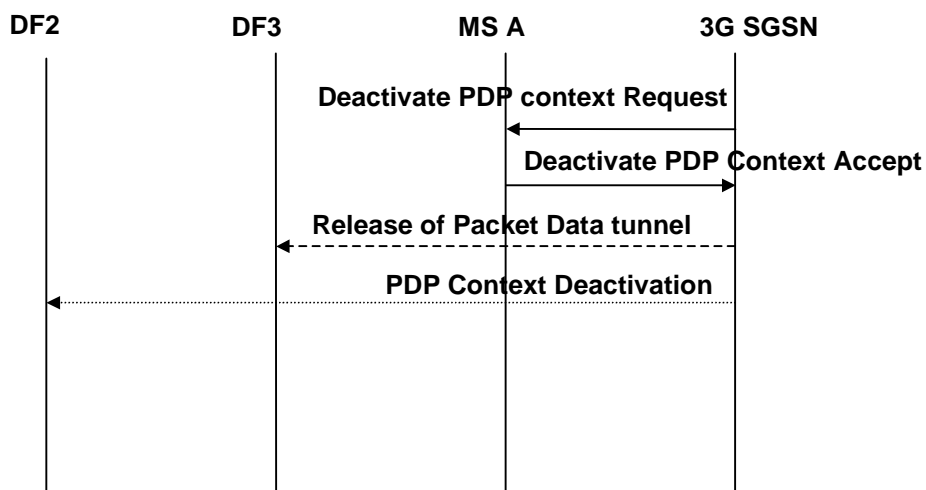 DF2 DF3 MS A 3G SGSN
Deactivate PDP context Request
Deactivate PDP Context Accept
Release of Packet Data tunnel
PDP Context Deactivation